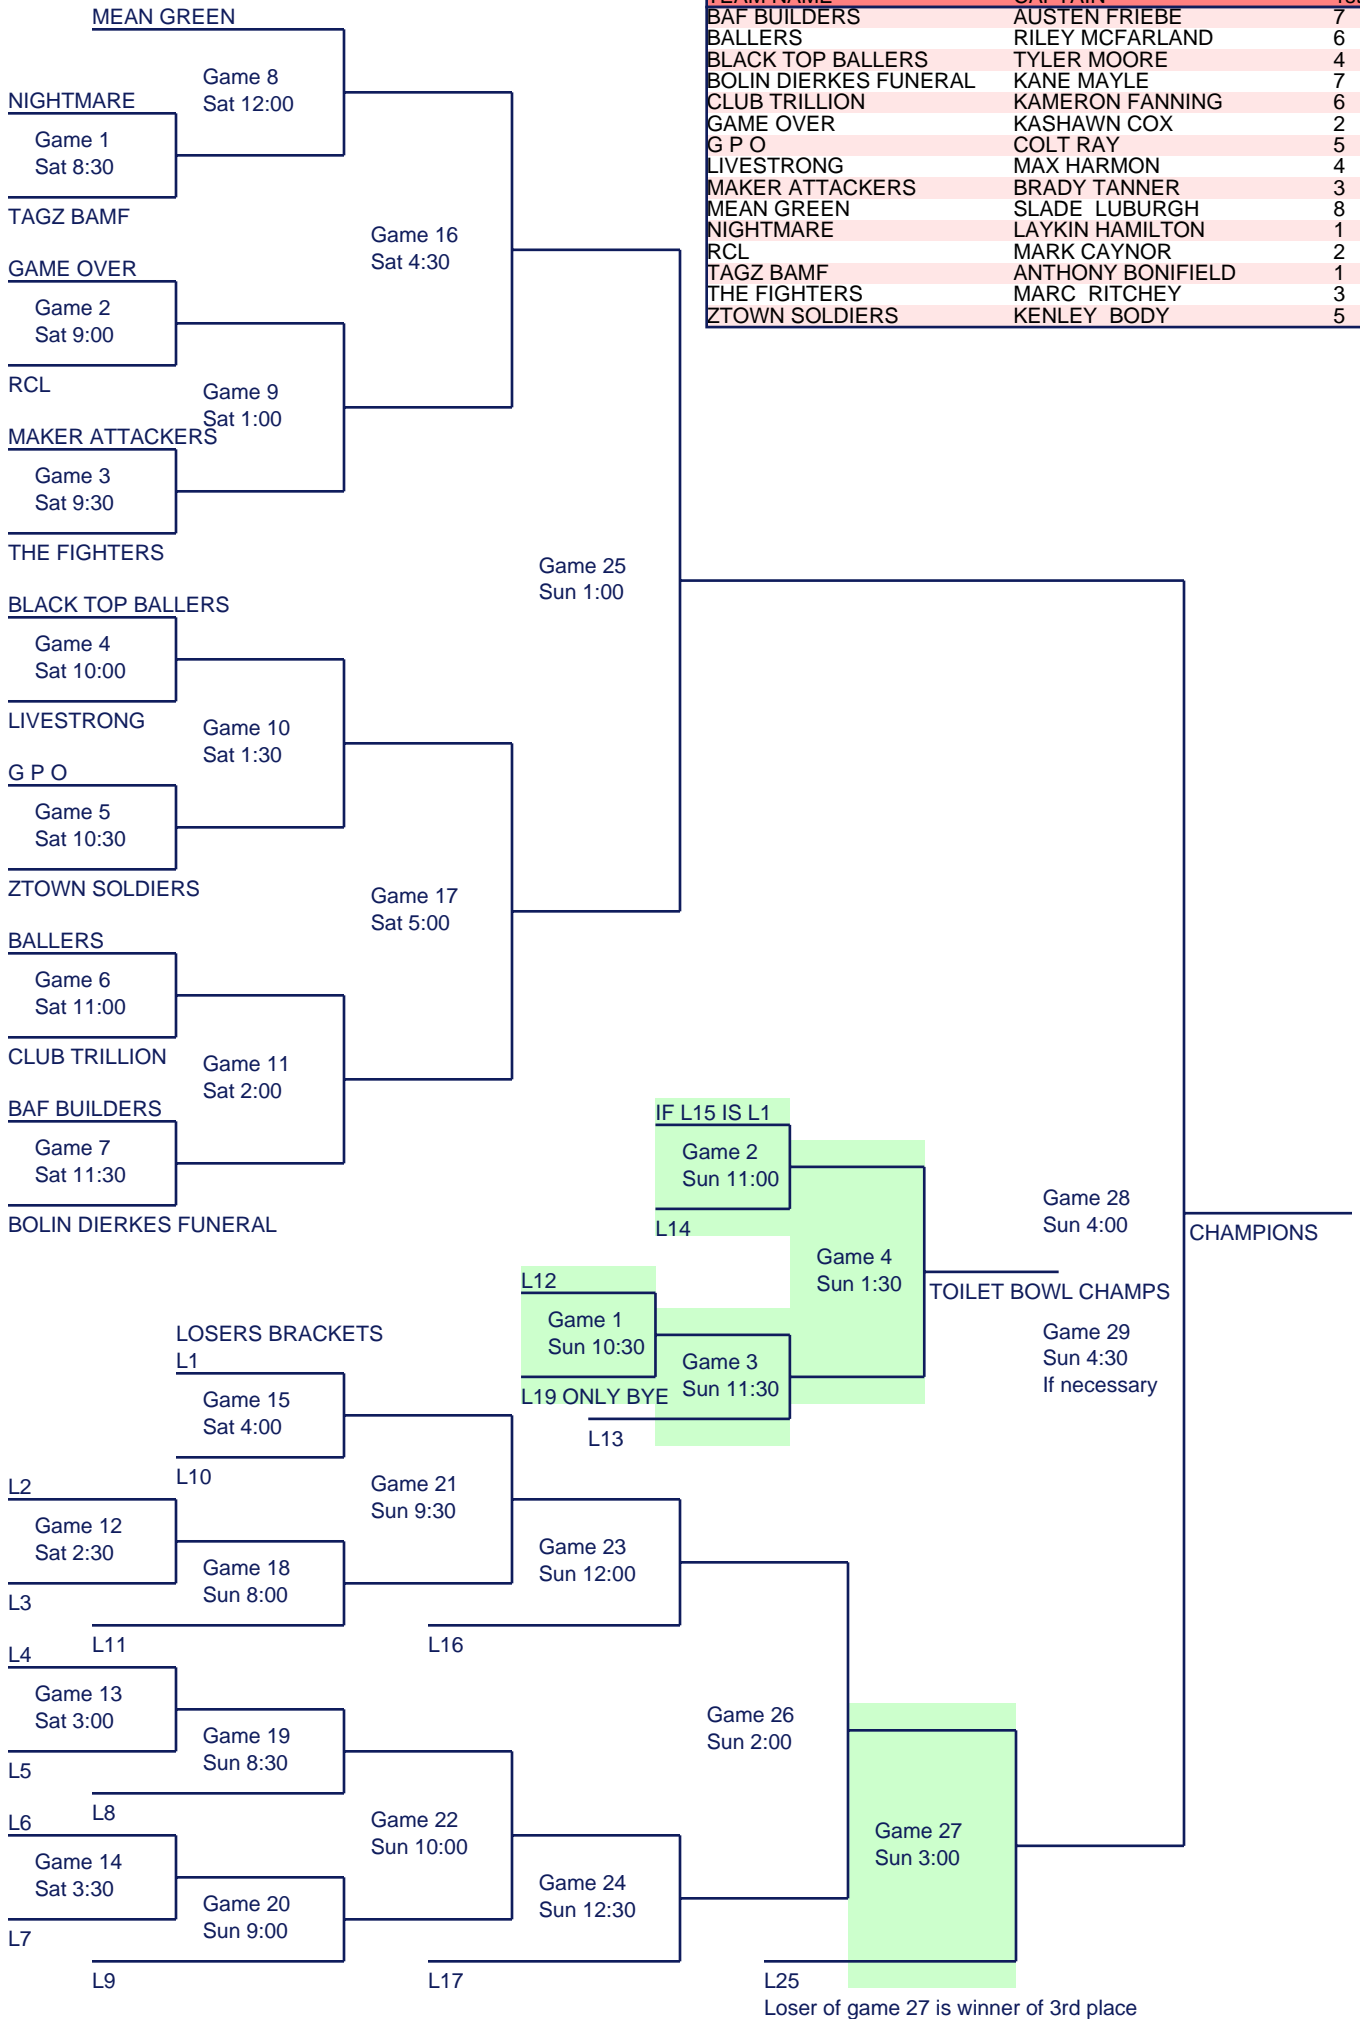 MEAN GREEN
Game 8
Sat 12:00
NIGHTMARE
Game 1
Sat 8:30
TAGZ BAMF
Game 16
Sat 4:30
GAME OVER
Game 2
Sat 9:00
RCL
Game 9
Sat 1:00
MAKER ATTACKERS
Game 3
Sat 9:30
THE FIGHTERS
Game 25
Sun 1:00
BLACK TOP BALLERS
Game 4
Sat 10:00
LIVESTRONG
Game 10
Sat 1:30
G P O
Game 5
Sat 10:30
ZTOWN SOLDIERS
Game 17
Sat 5:00
BALLERS
Game 6
Sat 11:00
CLUB TRILLION
Game 11
Sat 2:00
BAF BUILDERS
Game 7
Sat 11:30
BOLIN DIERKES FUNERAL
TEAM NAME CAPTAIN
BAF BUILDERS AUSTEN FRIEBE 7
BALLERS RILEY MCFARLAND 6
BLACK TOP BALLERS TYLER MOORE 4
BOLIN DIERKES FUNERAL KANE MAYLE 7
CLUB TRILLION KAMERON FANNING 6
GAME OVER KASHAWN COX 2
G P O COLT RAY 5
LIVESTRONG MAX HARMON 4
MAKER ATTACKERS BRADY TANNER 3
MEAN GREEN SLADE LUBURGH 8
NIGHTMARE LAYKIN HAMILTON 1
RCL MARK CAYNOR 2
TAGZ BAMF ANTHONY BONIFIELD 1
THE FIGHTERS MARC RITCHEY 3
ZTOWN SOLDIERS KENLEY BODY 5
IF L15 IS L1
Game 2
Sun 11:00
L14
Game 4
Sun 1:30
L12
Game 1
Sun 10:30
L19 ONLY BYE
Game 3
Sun 11:30
L13
TOILET BOWL CHAMPS
Game 28
Sun 4:00
CHAMPIONS
Game 29
Sun 4:30
If necessary
LOSERS BRACKETS
L1
Game 15
Sat 4:00
L10
Game 21
Sun 9:30
L2
Game 12
Sat 2:30
L3
Game 18
Sun 8:00
L11
Game 23
Sun 12:00
L16
L4
Game 13
Sat 3:00
L5
Game 19
Sun 8:30
L8
Game 26
Sun 2:00
L6
Game 14
Sat 3:30
L7
Game 22
Sun 10:00
Game 20
Sun 9:00
L9
Game 24
Sun 12:30
L17
Game 27
Sun 3:00
L25
Loser of game 27 is winner of 3rd place